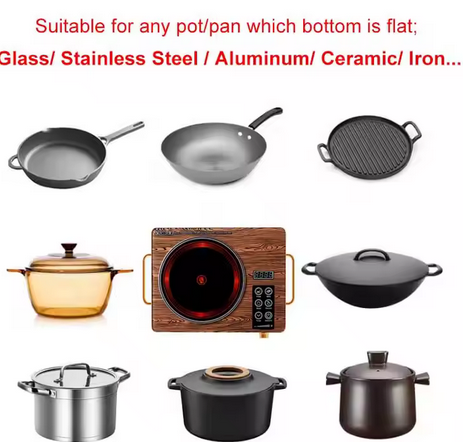 Suitable for any pot/pan which bottom is flat;
Glass/ Stainless Steel / Aluminum/ Ceramic/ Iron...